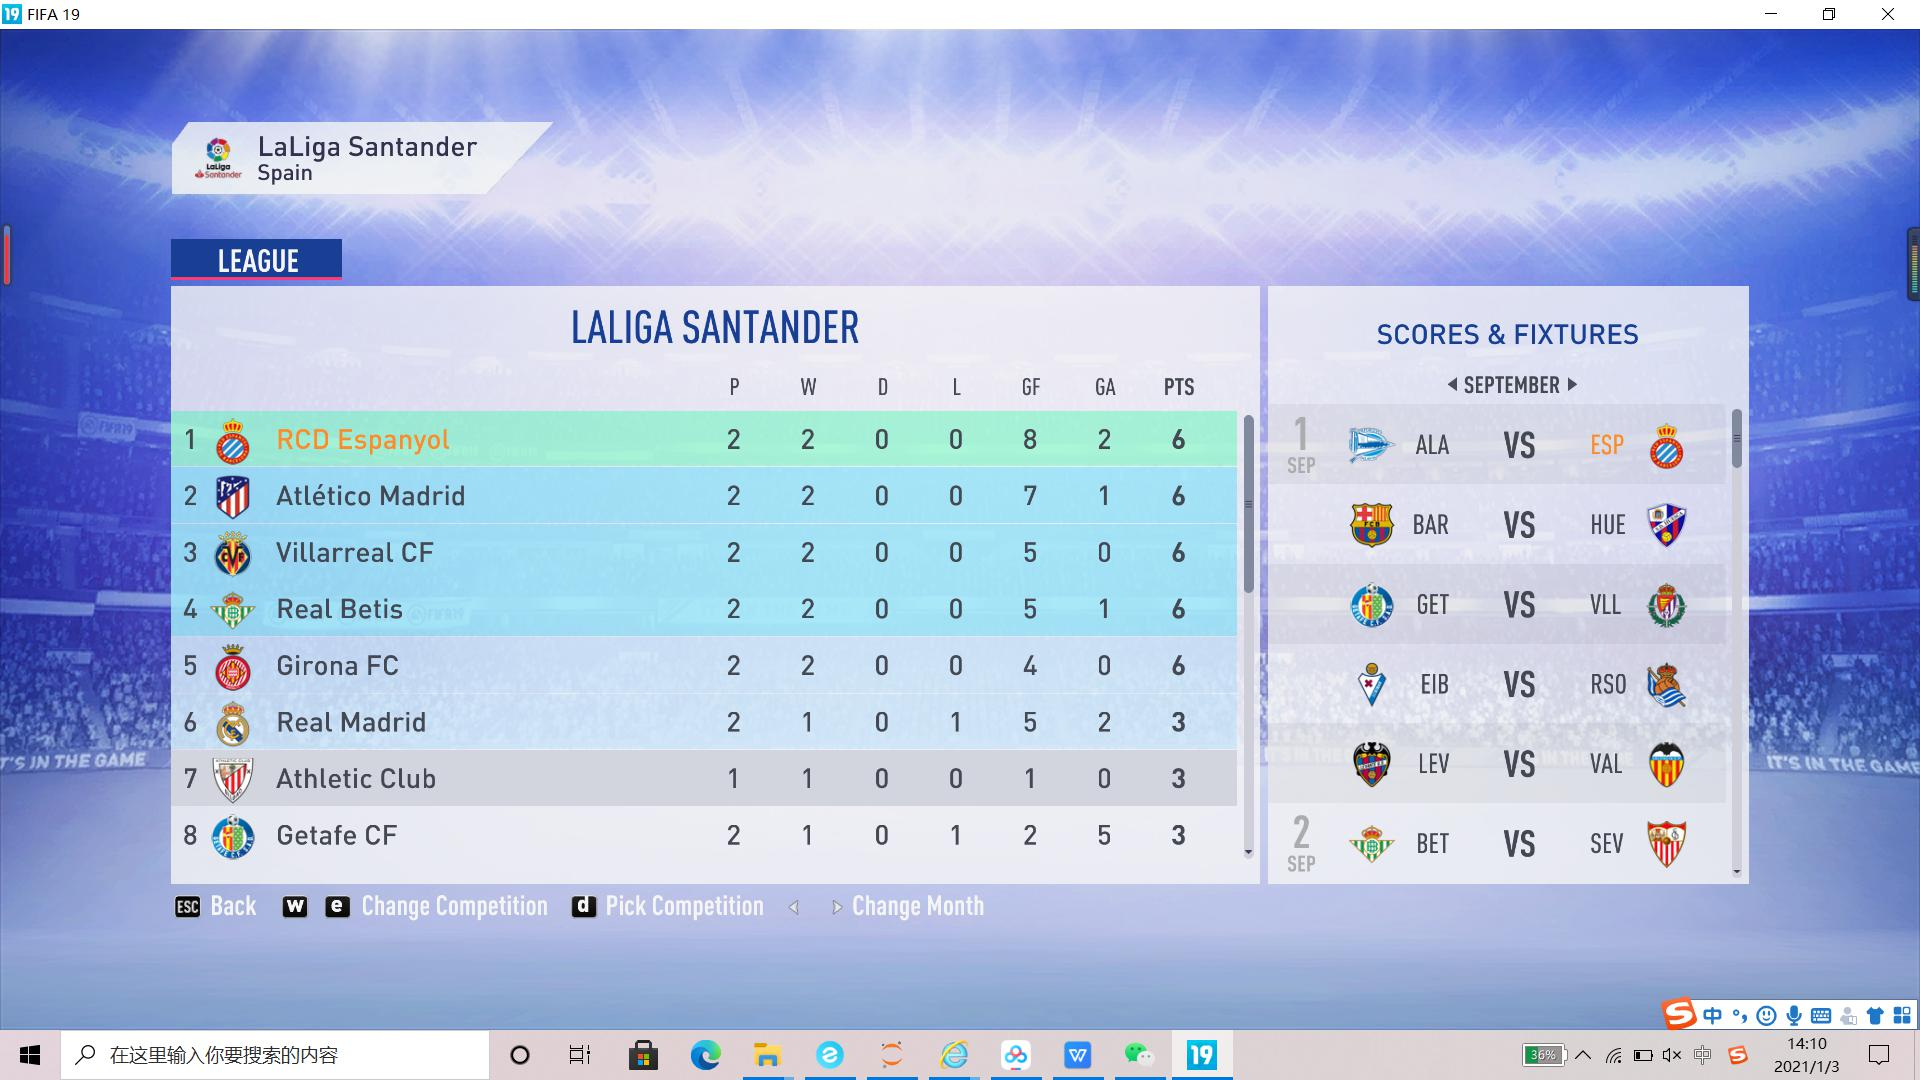 FIFA 19
LaLiga Santander
Spain
LEAGUE
LALIGA SANTANDER
P W D L GF GA PTS
1 RCD Espanyol 2 2 0 0 8 2 6
2 Atlético Madrid 2 2 0 0 7 1 6
3 Villarreal CF 2 2 0 0 5 0 6
4 Real Betis 2 2 0 0 5 1 6
5 Girona FC 2 2 0 0 4 0 6
6 Real Madrid 2 1 0 1 5 2 3
7 Athletic Club 1 1 0 0 1 0 3
8 Getafe CF 2 1 0 1 2 5 3
SCORES & FIXTURES
SEPTEMBER
1 SEP ALA VS ESP
BAR VS HUE
GET VS VLL
EIB VS RSO
LEV VS VAL
2 SEP BET VS SEV
IT'S IN THE GAME
IT'S IN THE GAME
ESC Back w e Change Competition d Pick Competition Change Month
中
在这里输入你要搜索的内容
19
36%
中
14:10
2021/1/3